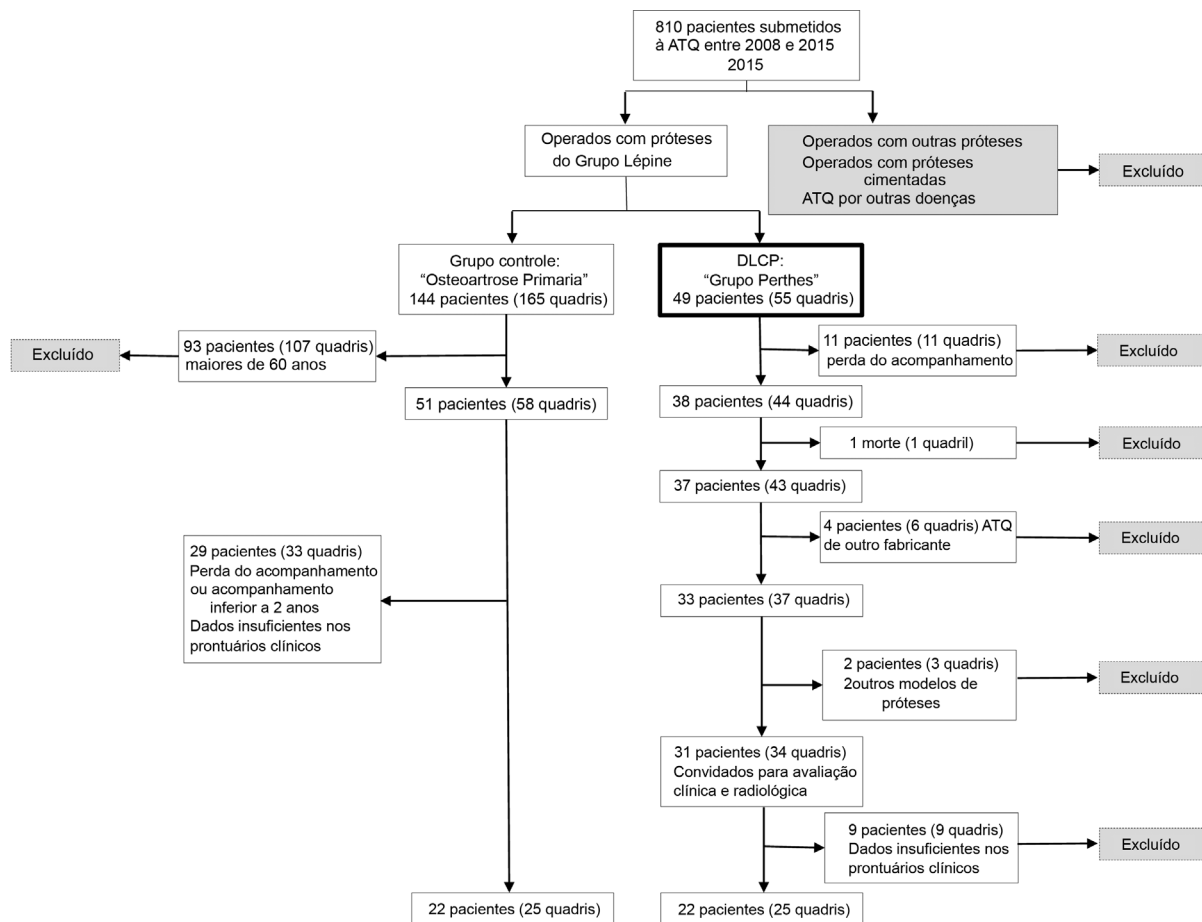 810 pacientes submetidos
à ATQ entre 2008 e 2015
2015
Operados com próteses
do Grupo Lépine
Operados com outras próteses
Operados com próteses
cimentadas
ATQ por outras doenças
Excluído
Grupo controle:
“Osteoartrose Primaria”
144 pacientes (165 quadris)
DLCP:
“Grupo Perthes”
49 pacientes (55 quadris)
Excluído
93 pacientes (107 quadris)
maiores de 60 anos
11 pacientes (11 quadris)
perda do acompanhamento
Excluído
51 pacientes (58 quadris)
38 pacientes (44 quadris)
1 morte (1 quadril)
Excluído
37 pacientes (43 quadris)
4 pacientes (6 quadris) ATQ
de outro fabricante
Excluído
29 pacientes (33 quadris)
Perda do acompanhamento
ou acompanhamento
inferior a 2 anos
Dados insuficientes nos
prontuários clínicos
33 pacientes (37 quadris)
2 pacientes (3 quadris)
2outros modelos de
próteses
Excluído
31 pacientes (34 quadris)
Convidados para avaliação
clínica e radiológica
9 pacientes (9 quadris)
Dados insuficientes nos
prontuários clínicos
Excluído
22 pacientes (25 quadris)
22 pacientes (25 quadris)